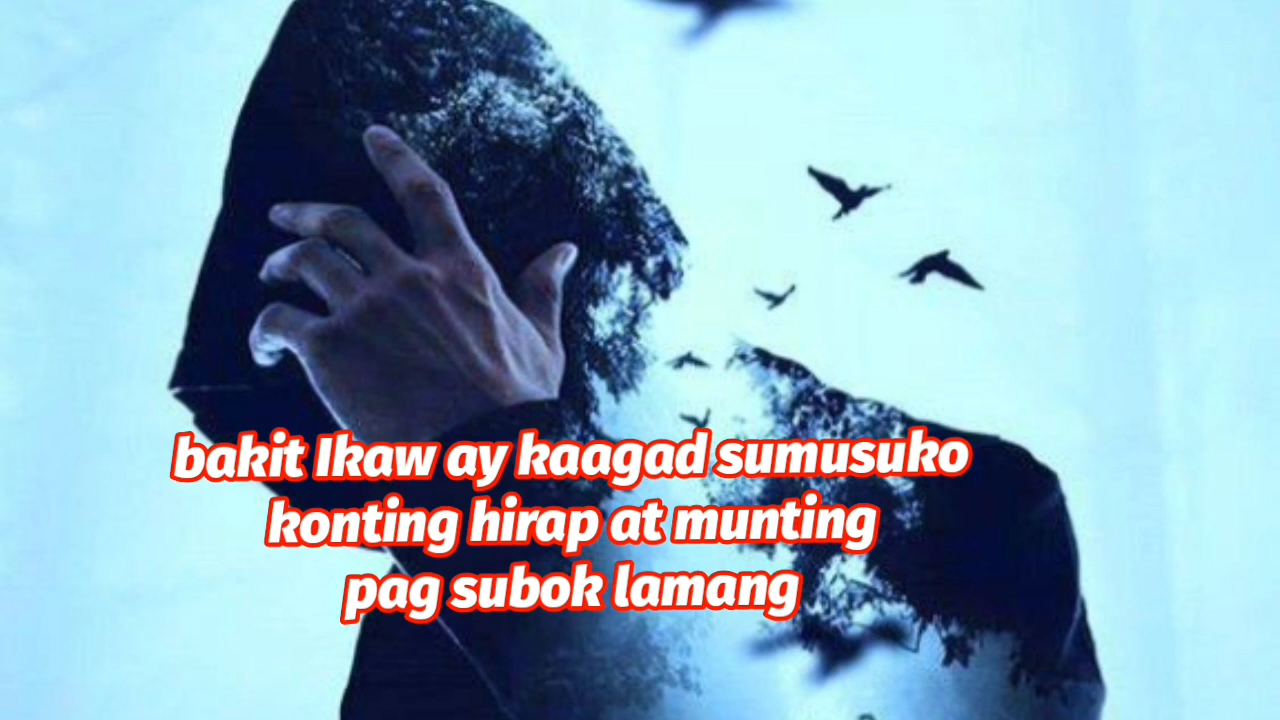 bakit Ikaw ay kaagad sumusuko
konting hirap at munting
pag subok lamang